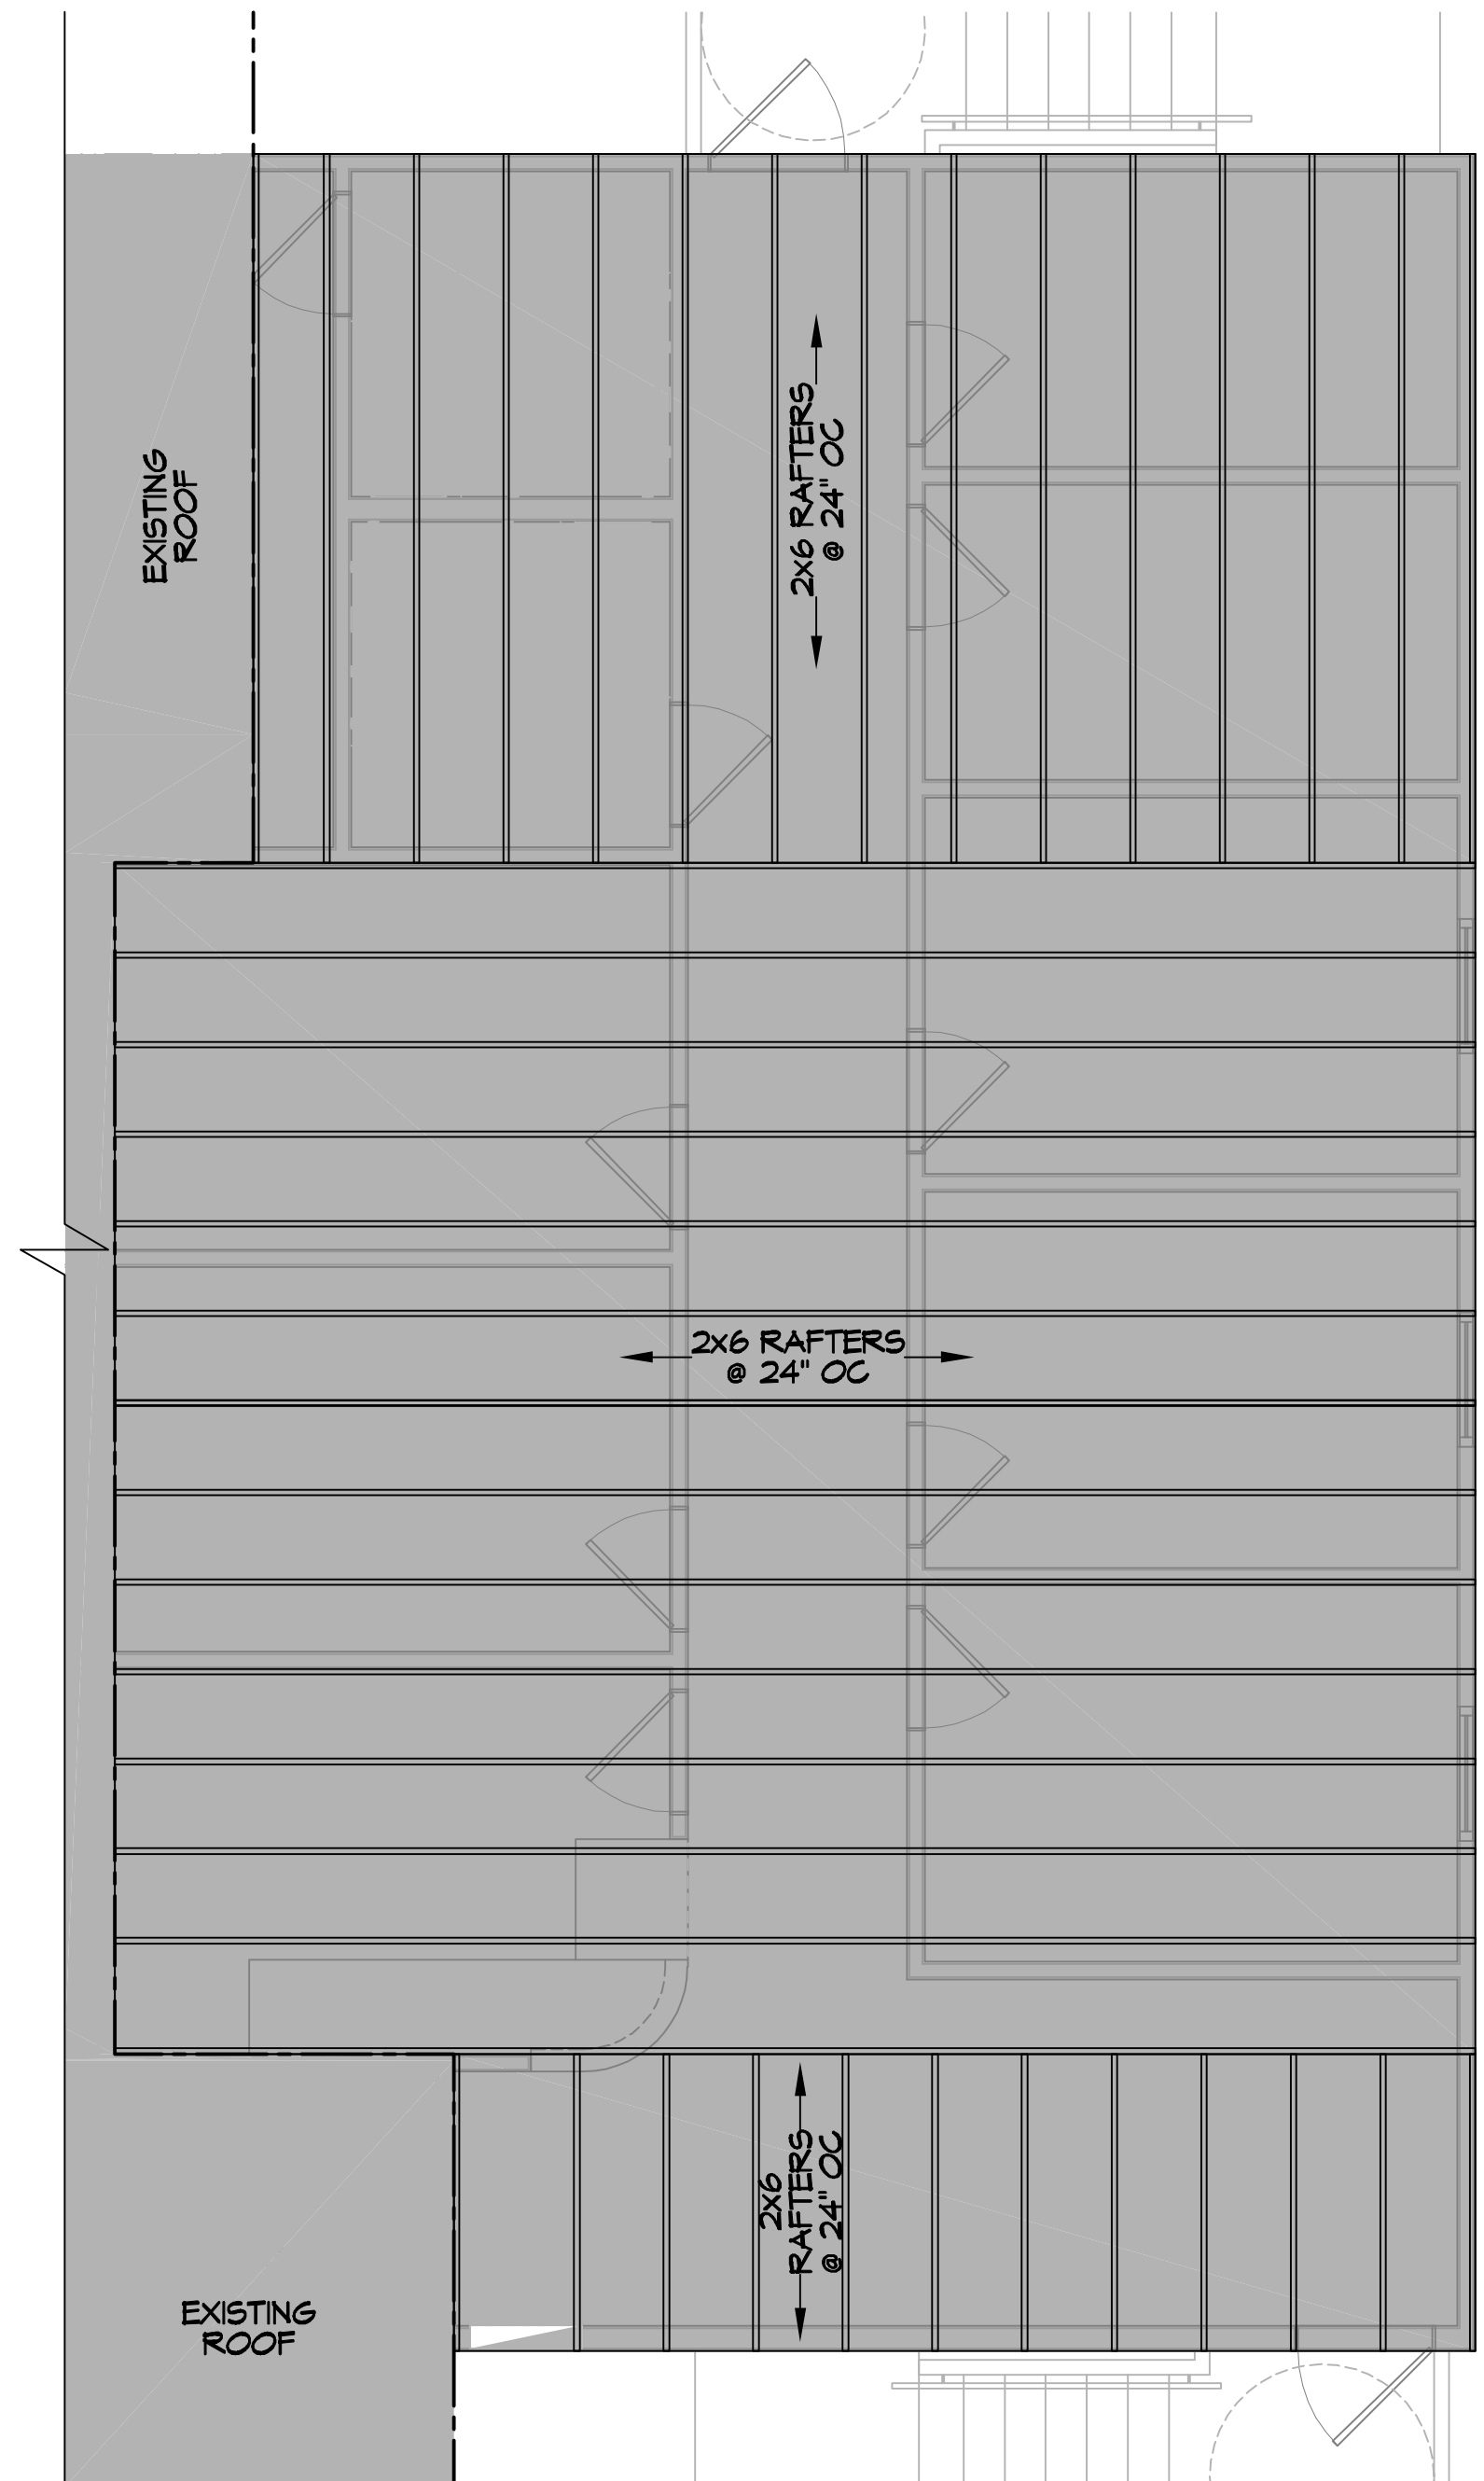 EXISTING
ROOF
2x6 RAFTERS
@ 24" OC
2x6 RAFTERS
@ 24" OC
2x6
RAFTERS
@ 24" OC
EXISTING
ROOF